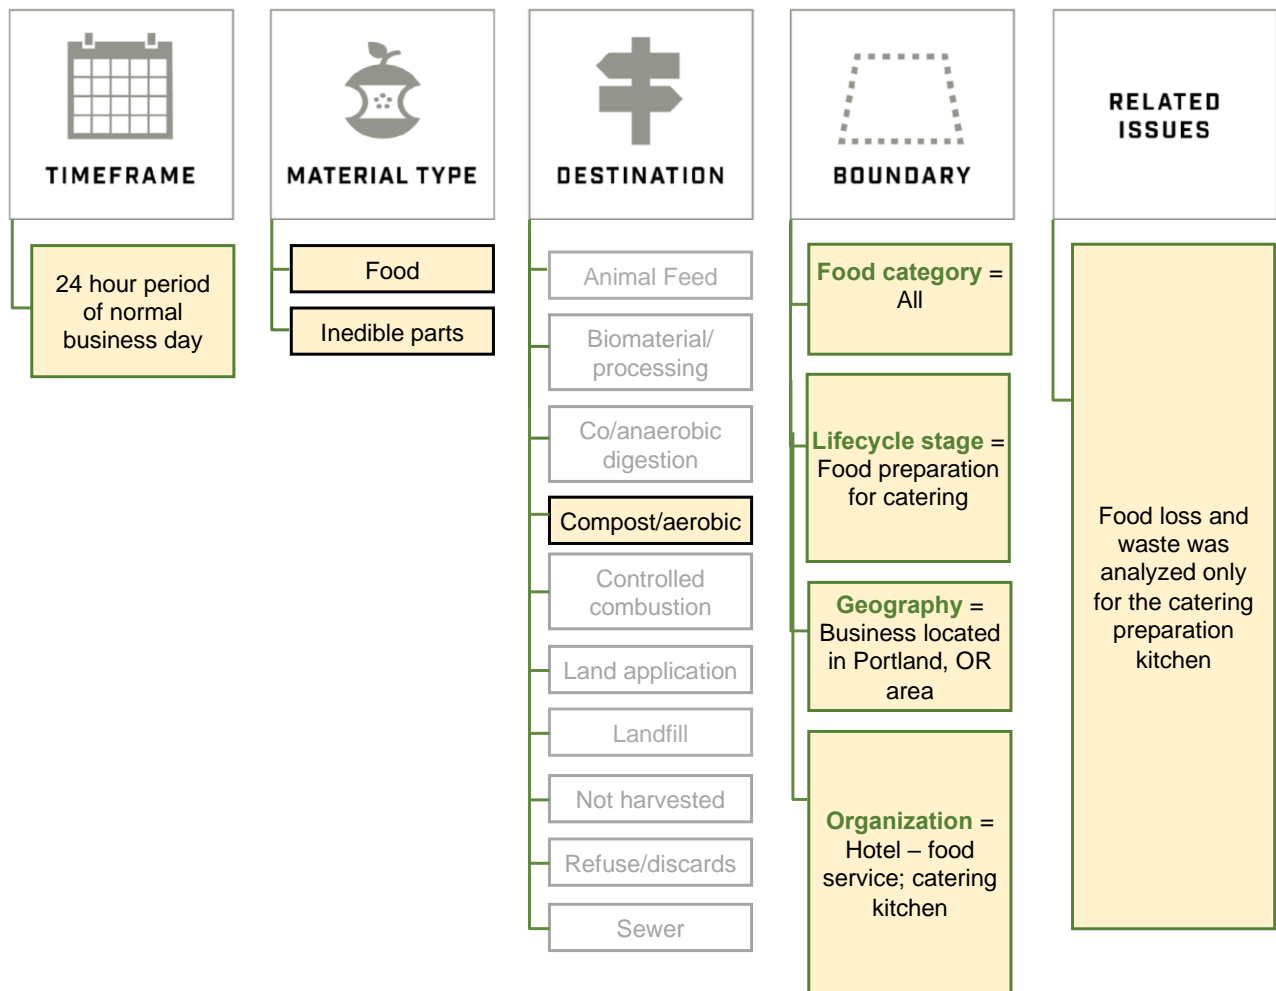 TIMEFRAME
24 hour period
of normal
business day
MATERIAL TYPE
Food
Inedible parts
DESTINATION
Animal Feed
Biomaterial/
processing
Co/anaerobic
digestion
Compost/aerobic
Controlled
combustion
Land application
Landfill
Not harvested
Refuse/discards
Sewer
BOUNDARY
Food category =
All
Lifecycle stage =
Food preparation
for catering
Geography =
Business located
in Portland, OR
area
Organization =
Hotel – food
service; catering
kitchen
RELATED
ISSUES
Food loss and
waste was
analyzed only
for the catering
preparation
kitchen